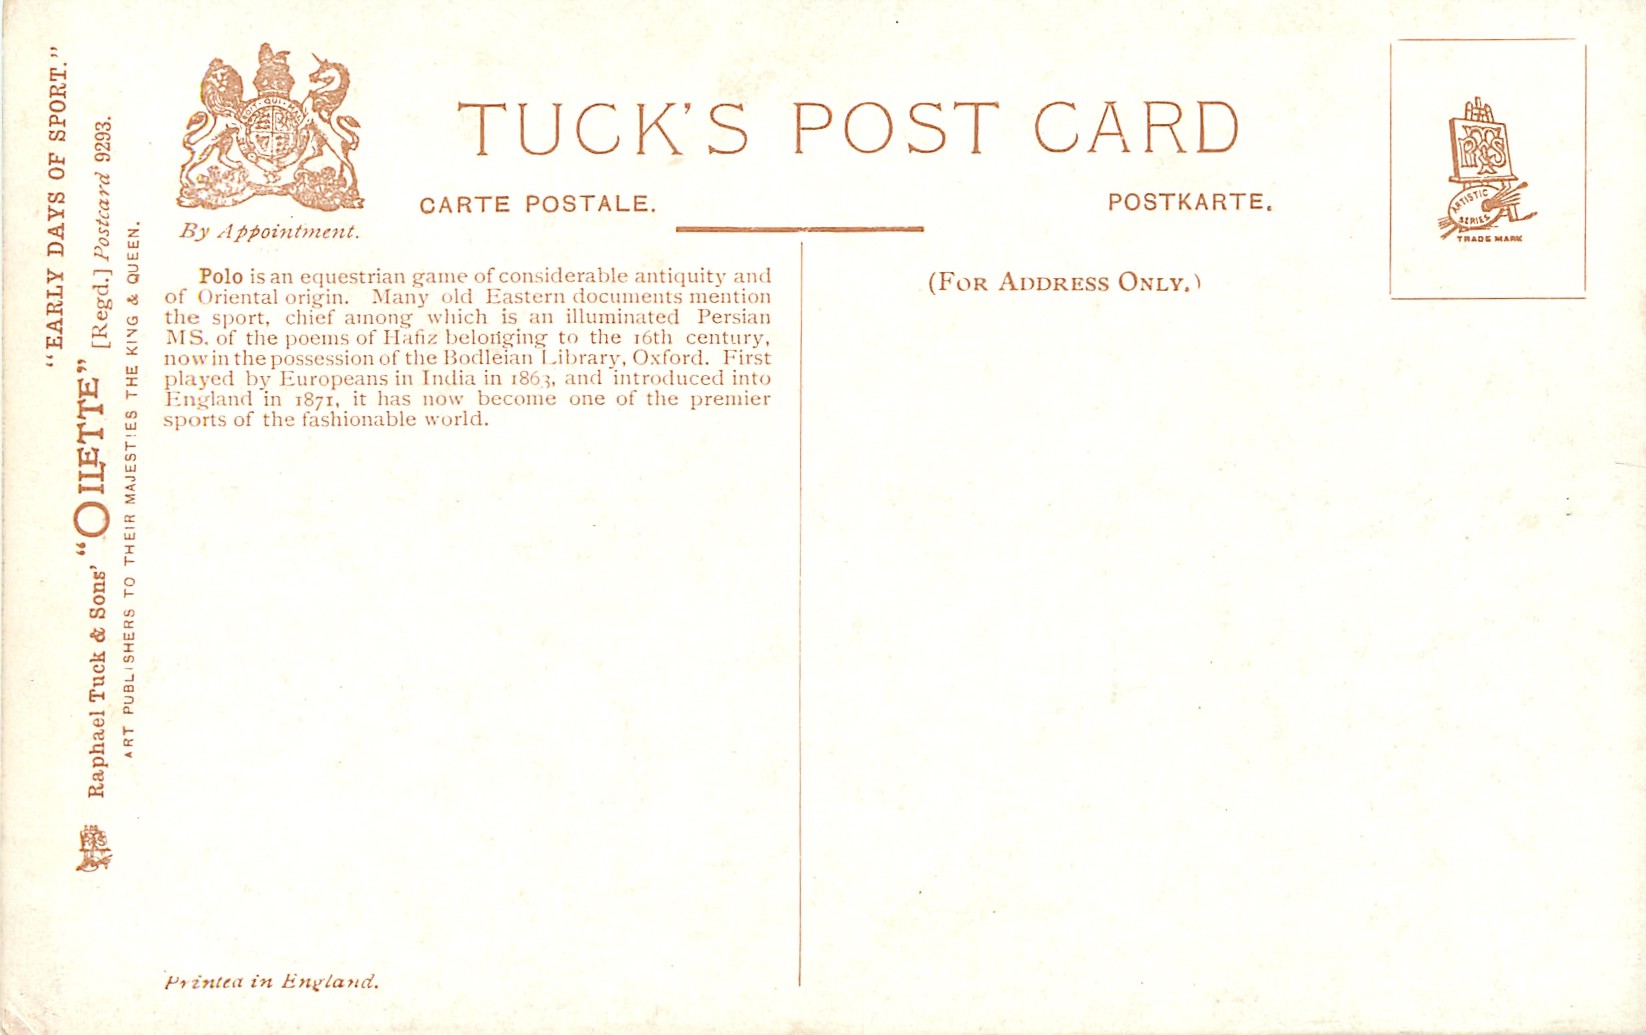 "EARLY DAYS OF SPORT."
Raphael Tuck & Sons' "OILETTE" [Regd.] Postcard 9293.
ART PUBLISHERS TO THEIR MAJESTIES THE KING & QUEEN.
By Appointment.
TUCK'S POST CARD
CARTE POSTALE.
POSTKARTE.
ARTISTIC
SERIES
TRADE MARK
Polo is an equestrian game of considerable antiquity and
of Oriental origin. Many old Eastern documents mention
the sport, chief among which is an illuminated Persian
MS. of the poems of Hafiz belonging to the 16th century,
now in the possession of the Bodleian Library, Oxford. First
played by Europeans in India in 1863, and introduced into
England in 1871, it has now become one of the premier
sports of the fashionable world.
(FOR ADDRESS ONLY.)
Printed in England.